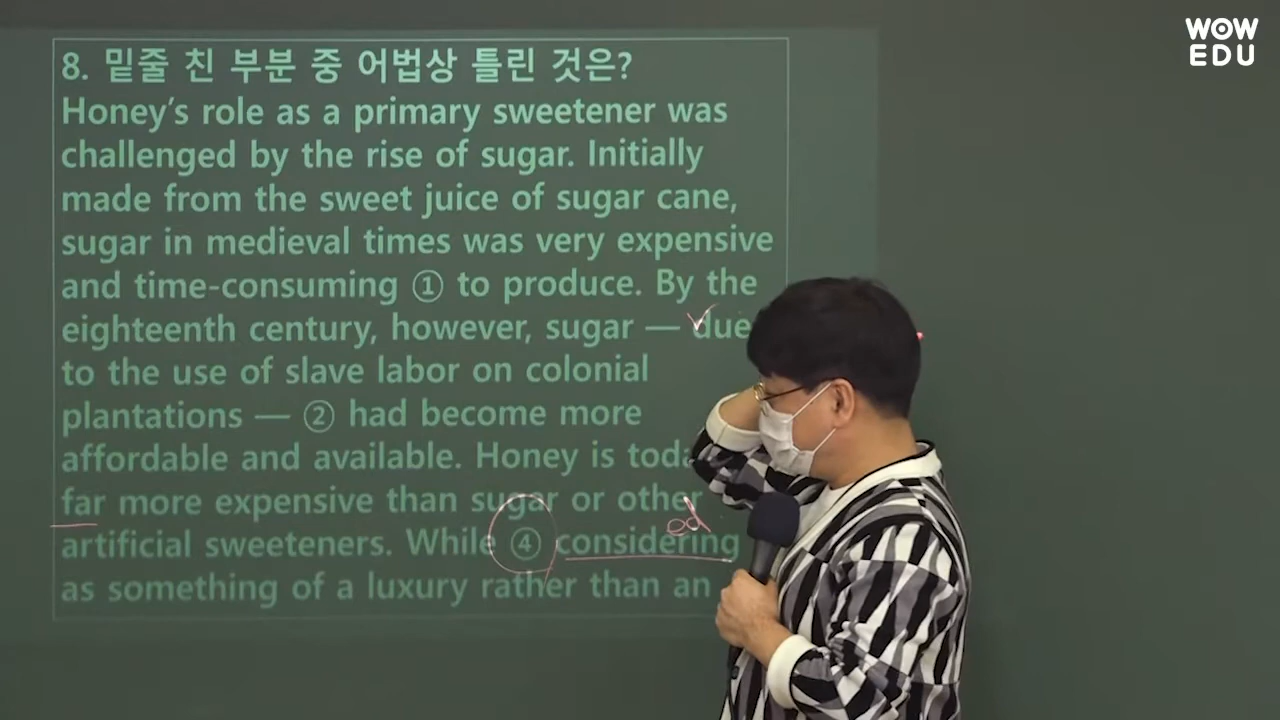 WOW
EDU
8. 밑줄 친 부분 중 어법상 틀린 것은?
Honey's role as a primary sweetener was
challenged by the rise of sugar. Initially
made from the sweet juice of sugar cane,
sugar in medieval times was very expensive
and time-consuming ① to produce. By the
eighteenth century, however, sugar — due
to the use of slave labor on colonial
plantations — ② had become more
affordable and available. Honey is
far more expensive than sugar or other
ed
artificial sweeteners. While ④ considering
as something of a luxury rather than an